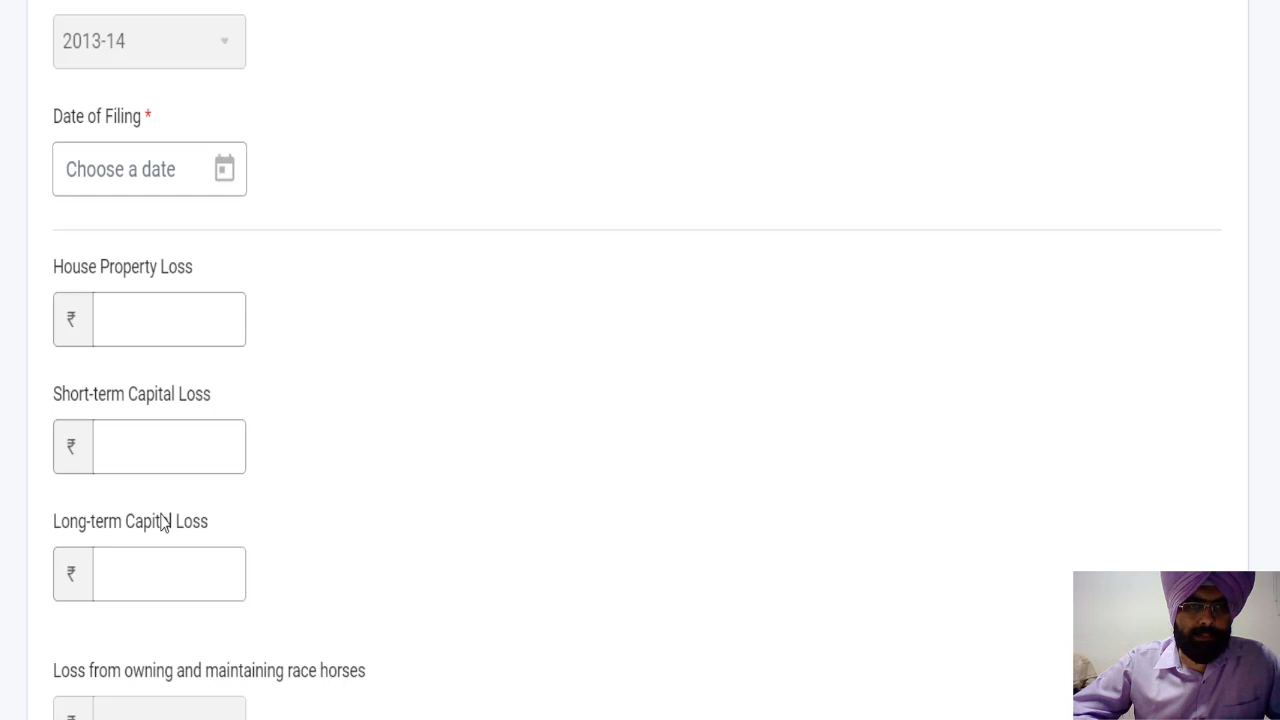 2013-14
Date of Filing *
Choose a date
House Property Loss
₹
Short-term Capital Loss
₹
Long-term Capital Loss
₹
Loss from owning and maintaining race horses
₹